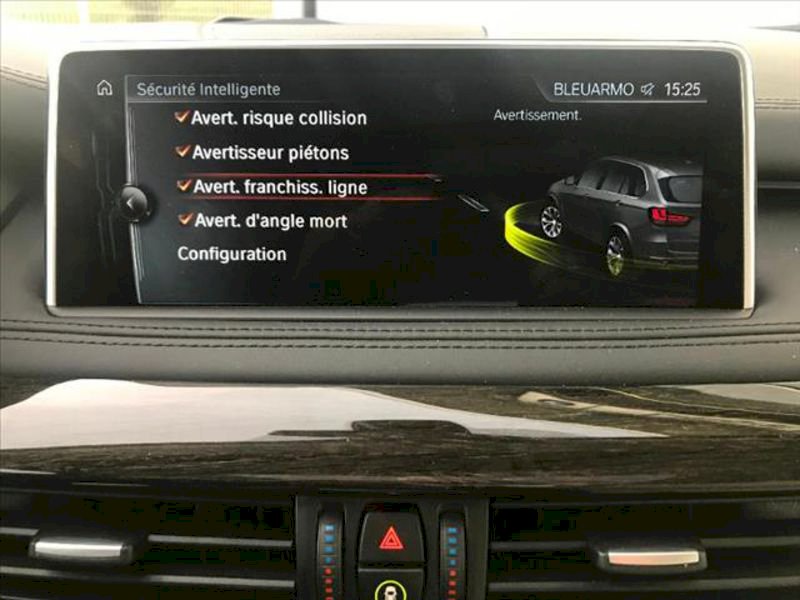 Sécurité Intelligente
BLEUARMO 15:25
Avert. risque collision
Avertissement.
Avertisseur piétons
Avert. franchiss. ligne
Avert. d'angle mort
Configuration